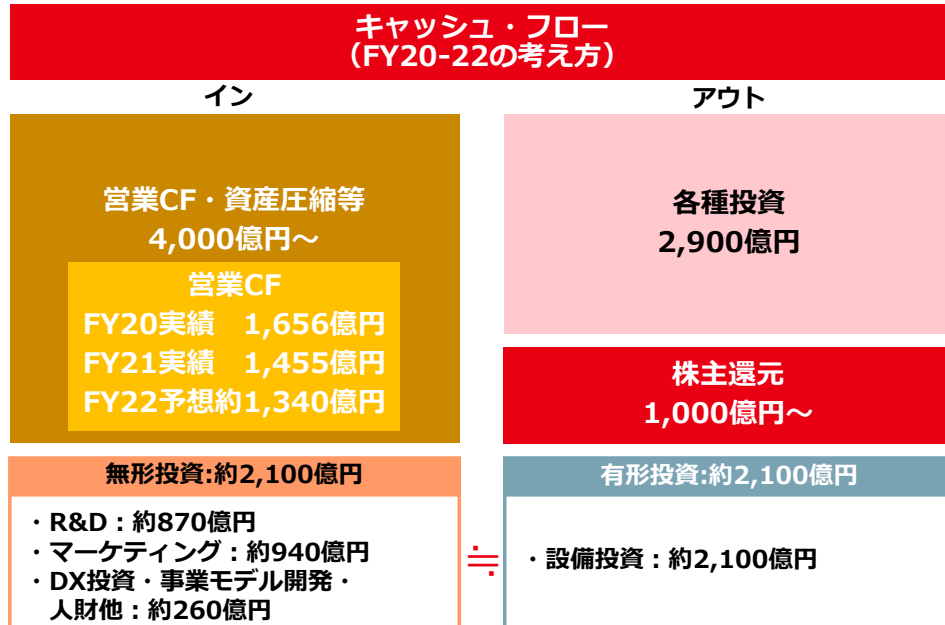 キャッシュ・フロー
（FY20-22の考え方）
イン
アウト
営業CF・資産圧縮等
4,000億円～
営業CF
FY20実績　1,656億円
FY21実績　1,455億円
FY22予想約1,340億円
各種投資
2,900億円
株主還元
1,000億円～
無形投資:約2,100億円
・R&D：約870億円
・マーケティング：約940億円
・DX投資・事業モデル開発・
人財他：約260億円
≒
有形投資:約2,100億円
・設備投資：約2,100億円